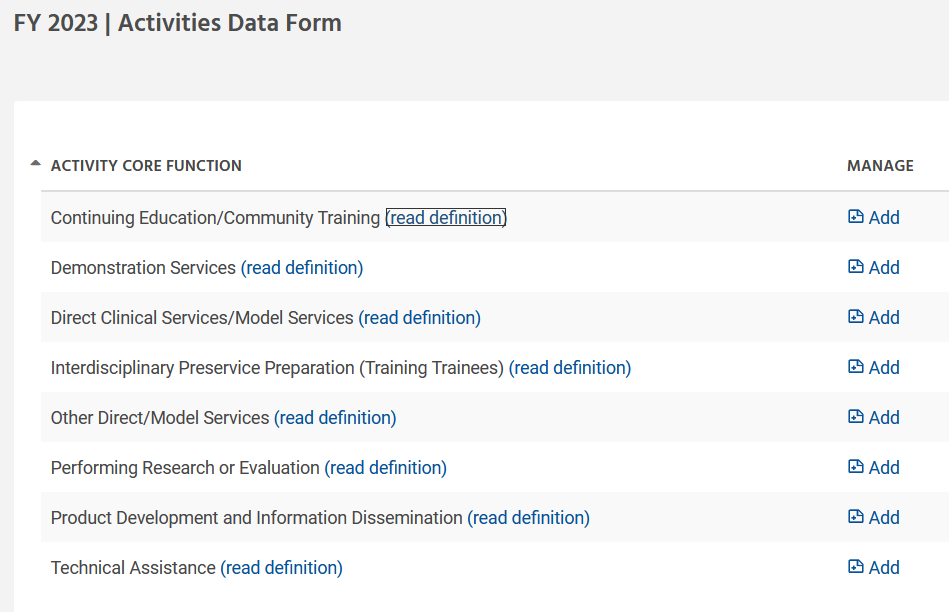 FY 2023 | Activities Data Form
ACTIVITY CORE FUNCTION MANAGE
Continuing Education/Community Training (read definition) Add
Demonstration Services (read definition) Add
Direct Clinical Services/Model Services (read definition) Add
Interdisciplinary Preservice Preparation (Training Trainees) (read definition) Add
Other Direct/Model Services (read definition) Add
Performing Research or Evaluation (read definition) Add
Product Development and Information Dissemination (read definition) Add
Technical Assistance (read definition) Add